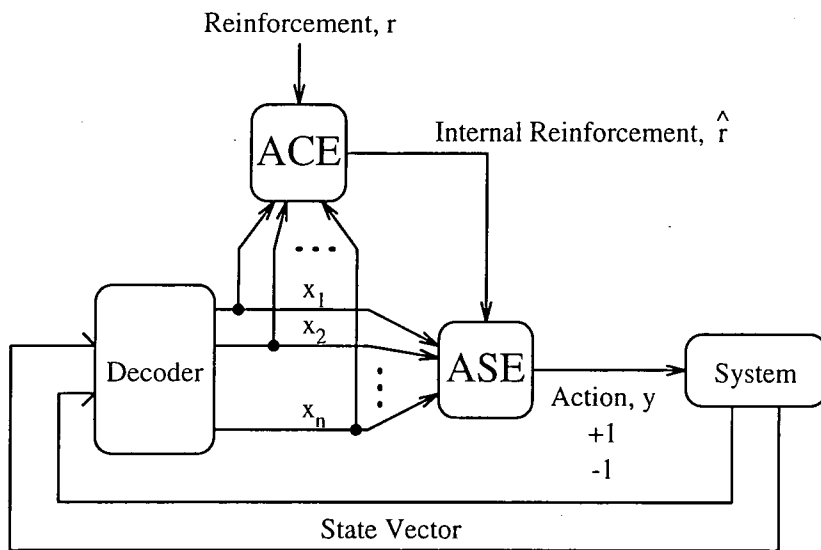 Reinforcement, r
ACE
Internal Reinforcement, r̂
x1
x2
xn
Decoder
ASE
System
Action, y
+1
-1
State Vector